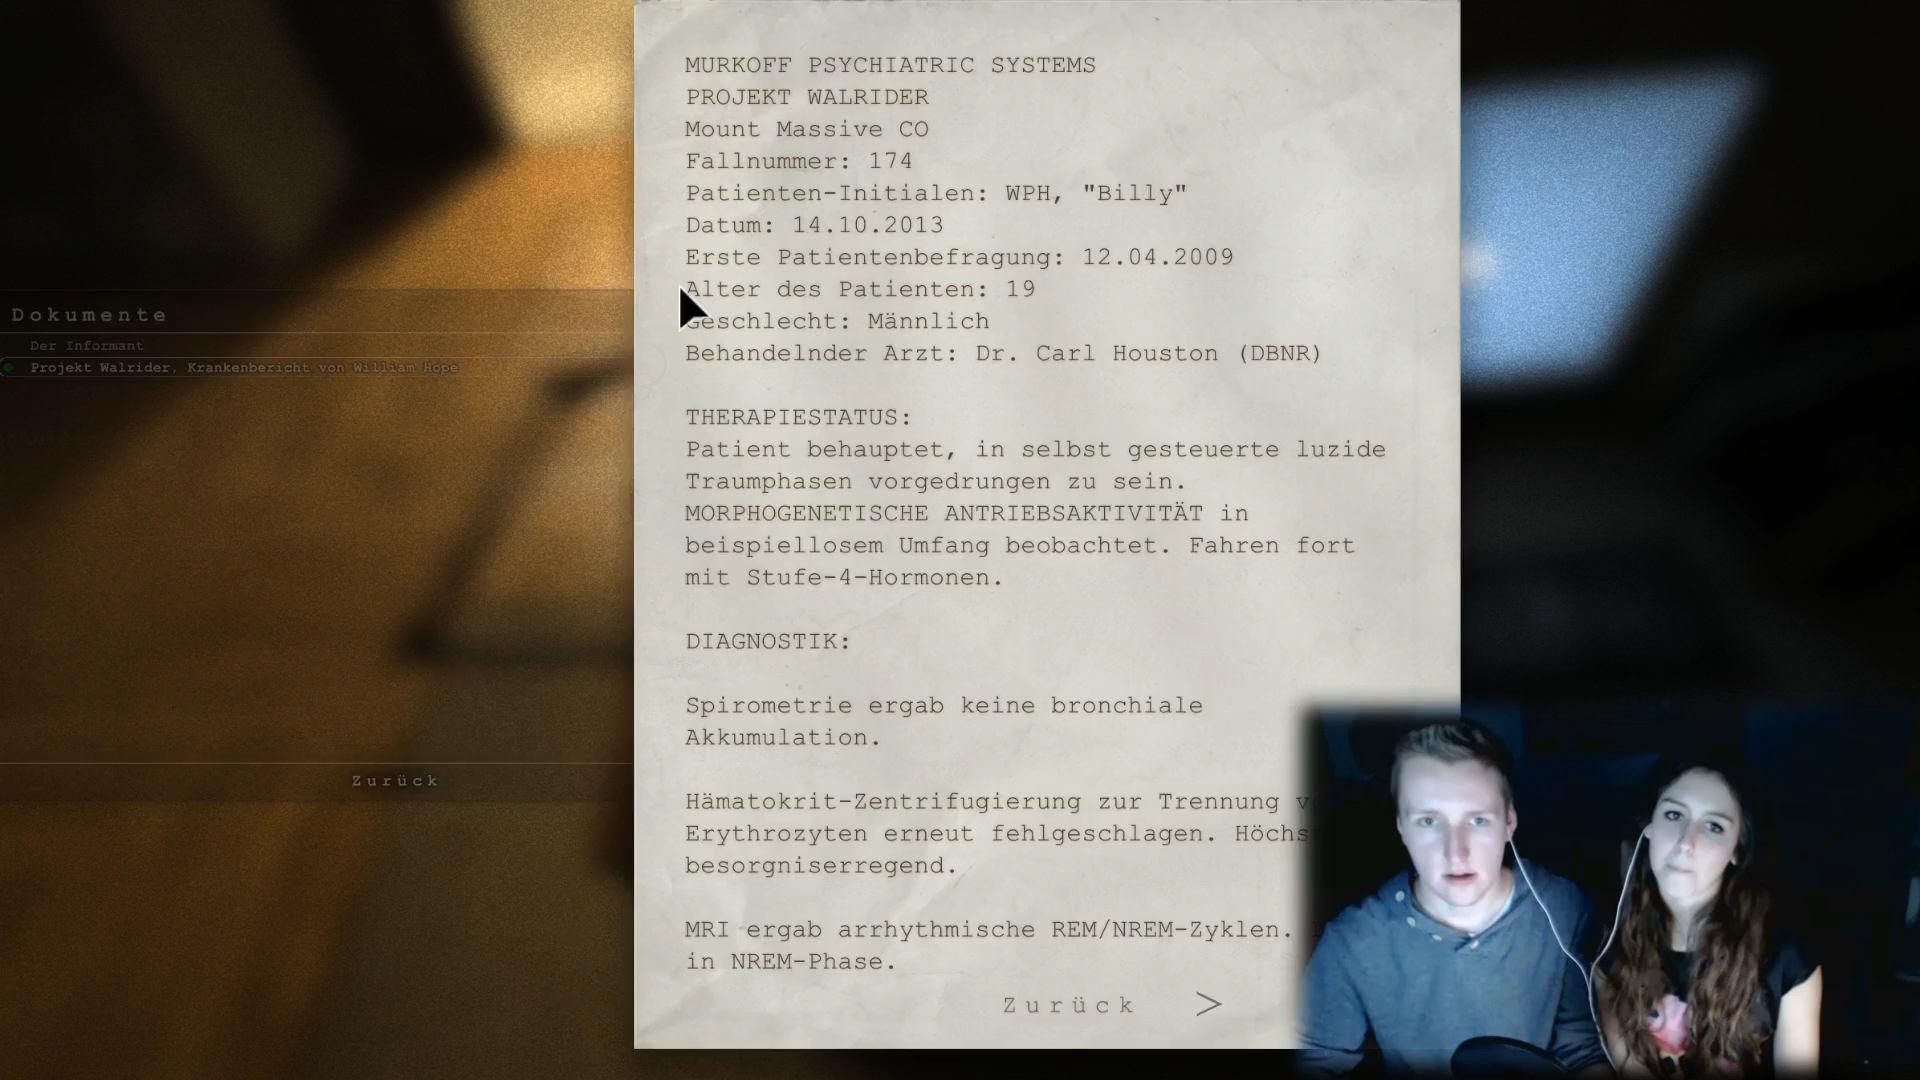 MURKOFF PSYCHIATRIC SYSTEMS
PROJEKT WALRIDER
Mount Massive CO
Fallnummer: 174
Patienten-Initialen: WPH, "Billy"
Datum: 14.10.2013
Erste Patientenbefragung: 12.04.2009
Alter des Patienten: 19
Geschlecht: Männlich
Behandelnder Arzt: Dr. Carl Houston (DBNR)
THERAPIESTATUS:
Patient behauptet, in selbst gesteuerte luzide
Traumphasen vorgedrungen zu sein.
MORPHOGENETISCHE ANTRIEBSAKTIVITÄT in
beispiellosem Umfang beobachtet. Fahren fort
mit Stufe-4-Hormonen.
DIAGNOSTIK:
Spirometrie ergab keine bronchiale
Akkumulation.
Hämatokrit-Zentrifugierung zur Trennung
Erythrozyten erneut fehlgeschlagen.
besorgniserregend.
MRI ergab arrhythmische REM/NREM-Zyklen.
in NREM-Phase.
Zurück >
Dokumente
Der Informant
Projekt Walrider, Krankenbericht von William Hope
Zurück